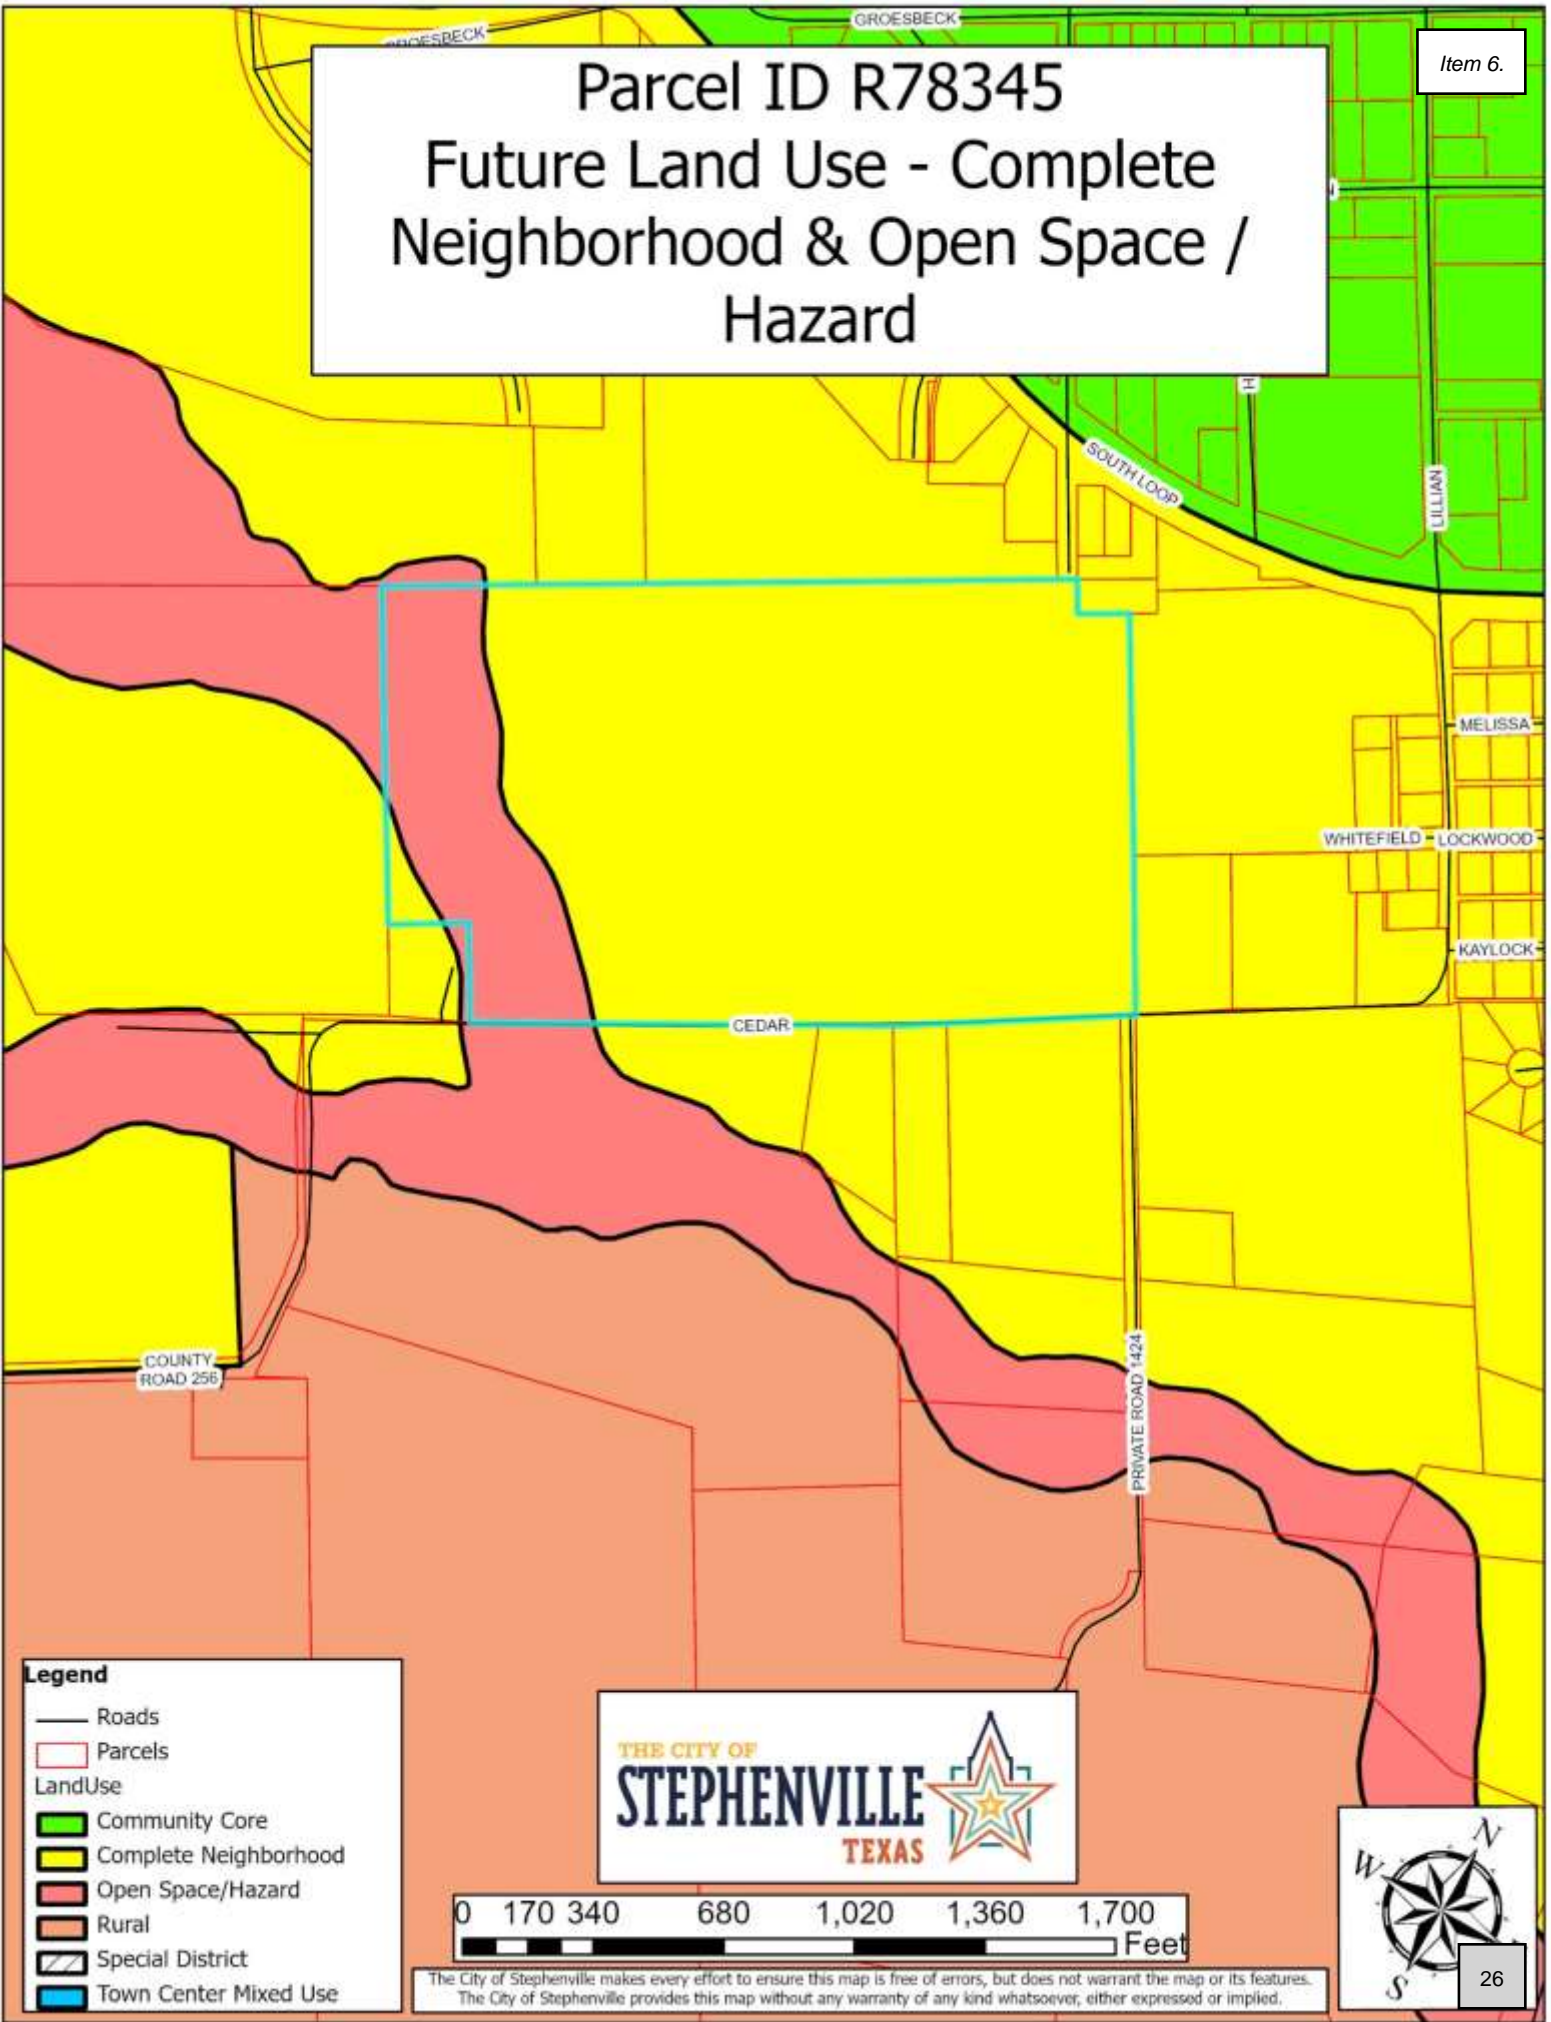 GROESBECK
GROESBECK
Item 6.
Parcel ID R78345
Future Land Use - Complete
Neighborhood & Open Space /
Hazard
H
SOUTH LOOP
LILLIAN
MELISSA
WHITEFIELD
LOCKWOOD
KAYLOCK
CEDAR
COUNTY
ROAD 256
PRIVATE ROAD 1424
Legend
Roads
Parcels
LandUse
Community Core
Complete Neighborhood
Open Space/Hazard
Rural
Special District
Town Center Mixed Use
THE CITY OF
STEPHENVILLE
TEXAS
0 170 340 680 1,020 1,360 1,700
Feet
The City of Stephenville makes every effort to ensure this map is free of errors, but does not warrant the map or its features.
The City of Stephenville provides this map without any warranty of any kind whatsoever, either expressed or implied.
N
W
S
26